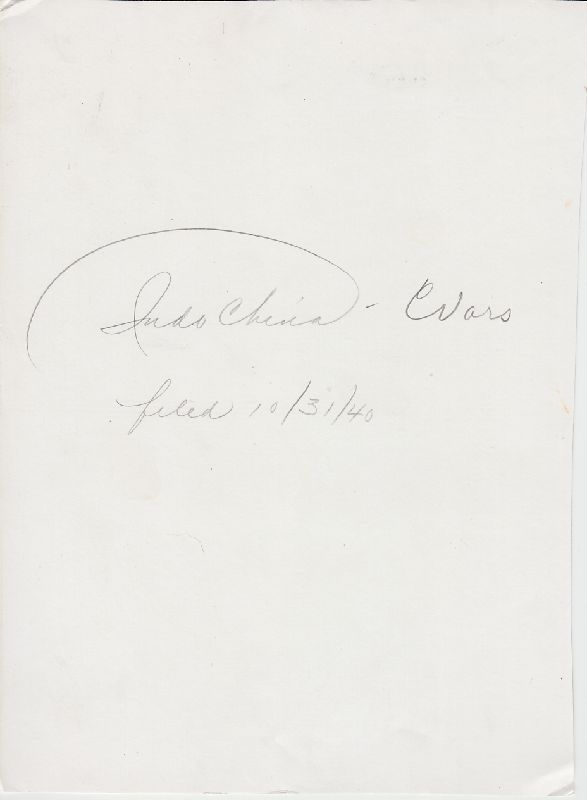 Indo China - Wars
filed 10/31/40